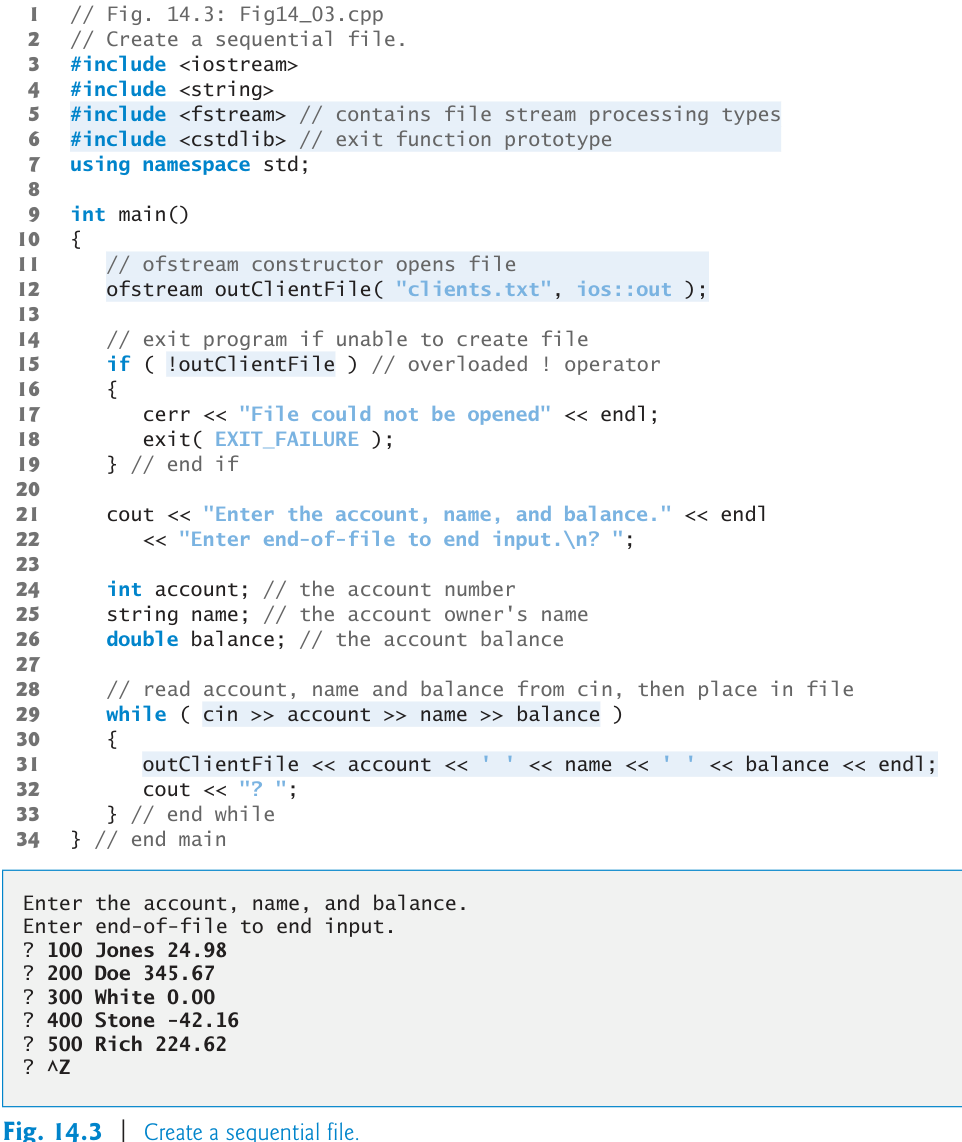 1 // Fig. 14.3: Fig14_03.cpp
2 // Create a sequential file.
3 #include <iostream>
4 #include <string>
5 #include <fstream> // contains file stream processing types
6 #include <cstdlib> // exit function prototype
7 using namespace std;
8
9 int main()
10 {
11    // ofstream constructor opens file
12    ofstream outClientFile( "clients.txt", ios::out );
13
14    // exit program if unable to create file
15    if ( !outClientFile ) // overloaded ! operator
16    {
17       cerr << "File could not be opened" << endl;
18       exit( EXIT_FAILURE );
19    } // end if
20
21    cout << "Enter the account, name, and balance." << endl
22       << "Enter end-of-file to end input.\n? ";
23
24    int account; // the account number
25    string name; // the account owner's name
26    double balance; // the account balance
27
28    // read account, name and balance from cin, then place in file
29    while ( cin >> account >> name >> balance )
30    {
31       outClientFile << account << ' ' << name << ' ' << balance << endl;
32       cout << "? ";
33    } // end while
34 } // end main
Enter the account, name, and balance.
Enter end-of-file to end input.
? 100 Jones 24.98
? 200 Doe 345.67
? 300 White 0.00
? 400 Stone -42.16
? 500 Rich 224.62
? ^Z
Fig. 14.3 | Create a sequential file.